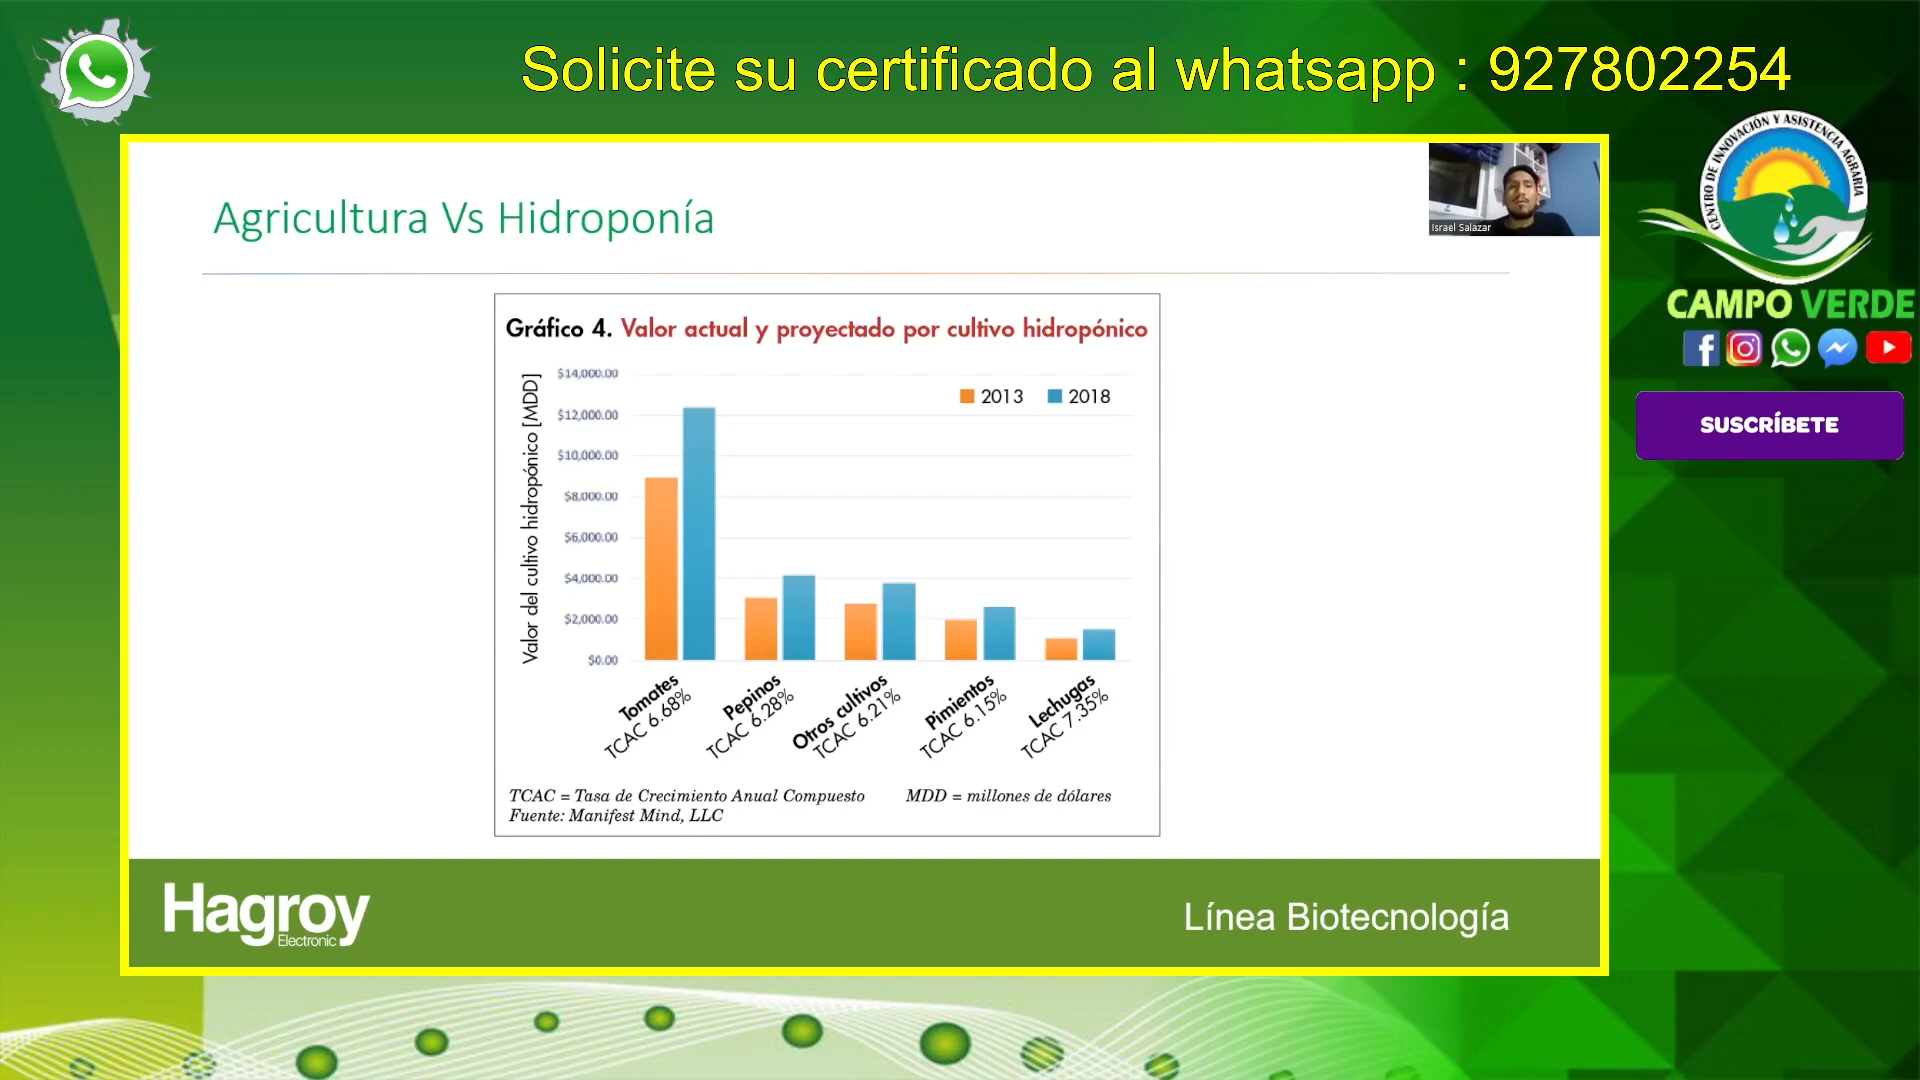 Solicite su certificado al whatsapp : 927802254
CENTRO DE INNOVACIÓN Y ASISTENCIA AGRARIA
CAMPO VERDE
SUSCRÍBETE
Israel Salazar
Agricultura Vs Hidroponía
Gráfico 4. Valor actual y proyectado por cultivo hidropónico
Valor del cultivo hidropónico [MDD]
$14,000.00
$12,000.00
$10,000.00
$8,000.00
$6,000.00
$4,000.00
$2,000.00
$0.00
2013
2018
Tomates
TCAC 6.68%
Pepinos
TCAC 6.28%
Otros cultivos
TCAC 6.21%
Pimientos
TCAC 6.15%
Lechugas
TCAC 7.35%
TCAC = Tasa de Crecimiento Anual Compuesto MDD = millones de dólares
Fuente: Manifest Mind, LLC
Hagroy
Electronic
Línea Biotecnología